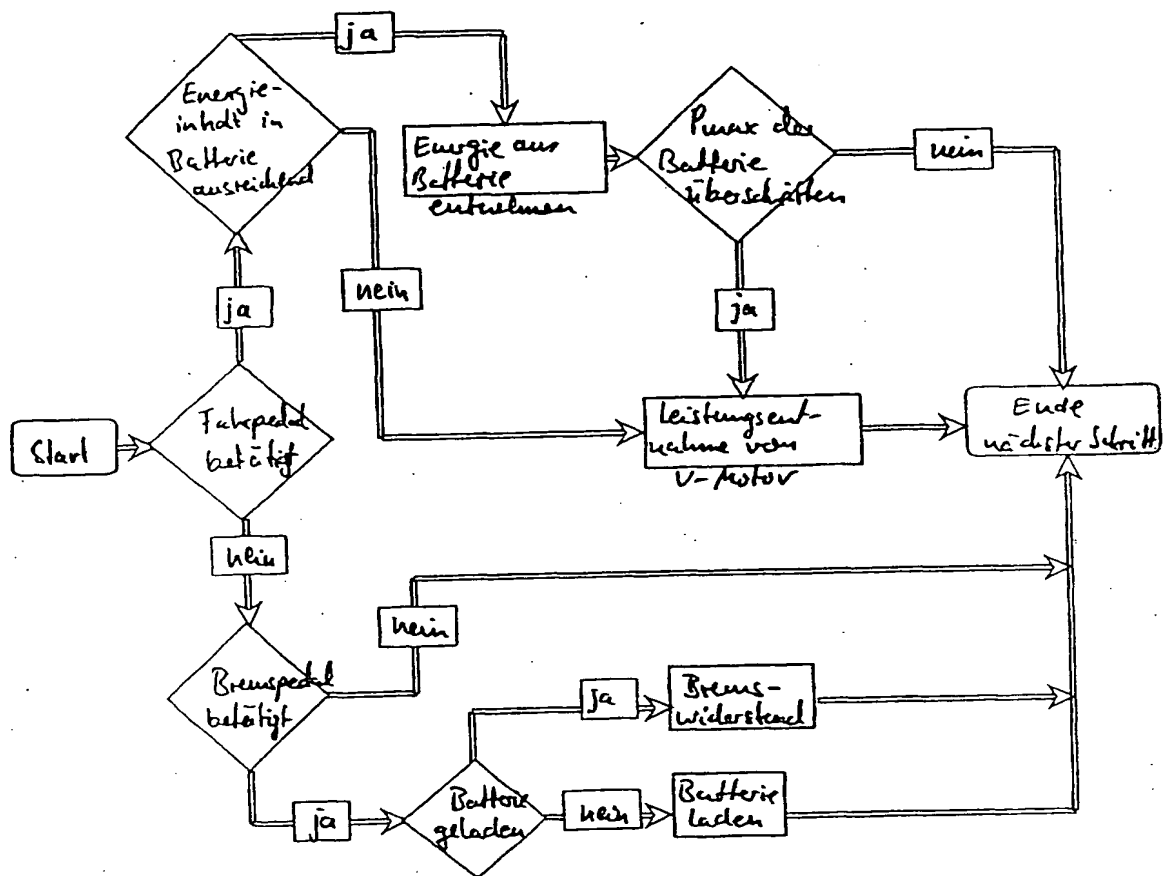 ja
Energie-
inhalt in
Batterie
ausreichend
Energie aus
Batterie
entnehmen
Pmax der
Batterie
überschritten
nein
ja
nein
ja
Start
Fahrpedal
betätigt
Leistungsent-
nahme vom
V-Motor
Ende
nächster Schritt
nein
nein
Bremspedal
betätigt
ja
Brems-
widerstand
ja
Batterie
geladen
nein
Batterie
laden